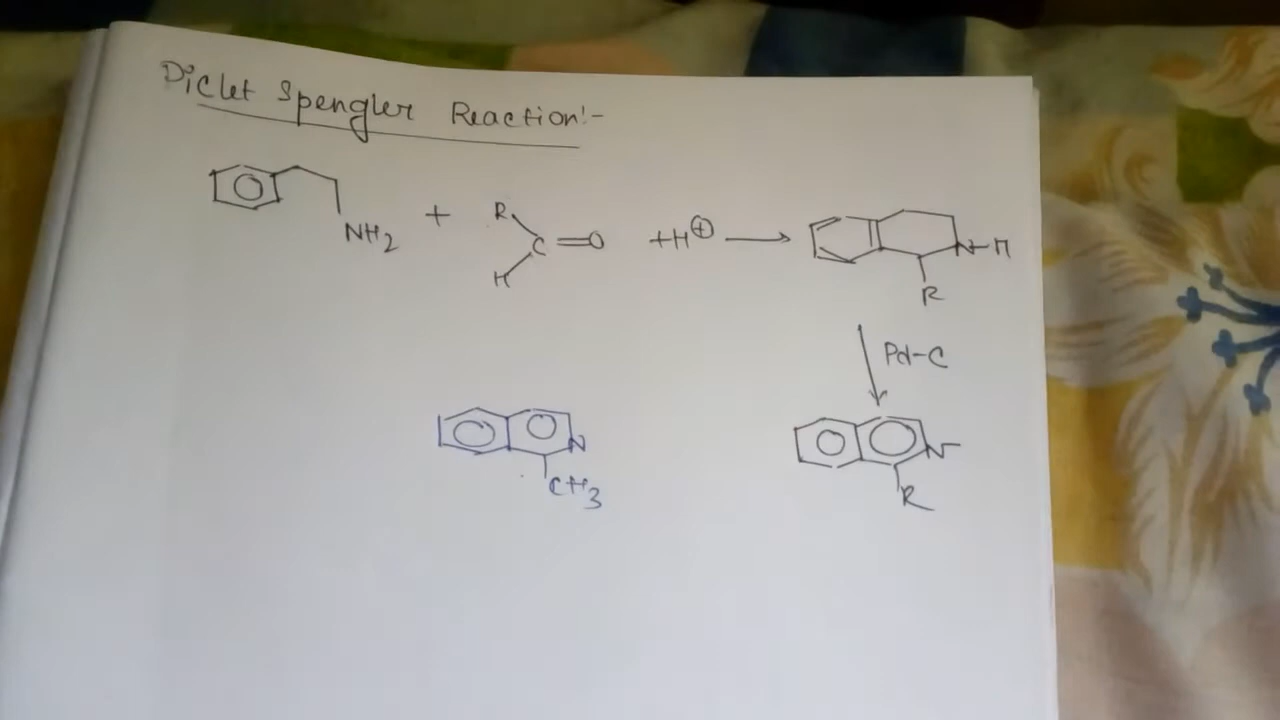 Piclet Spengler Reaction:-
NH2 + R C=O H +H⊕ → N-H R
Pd-C
N CH3
N R